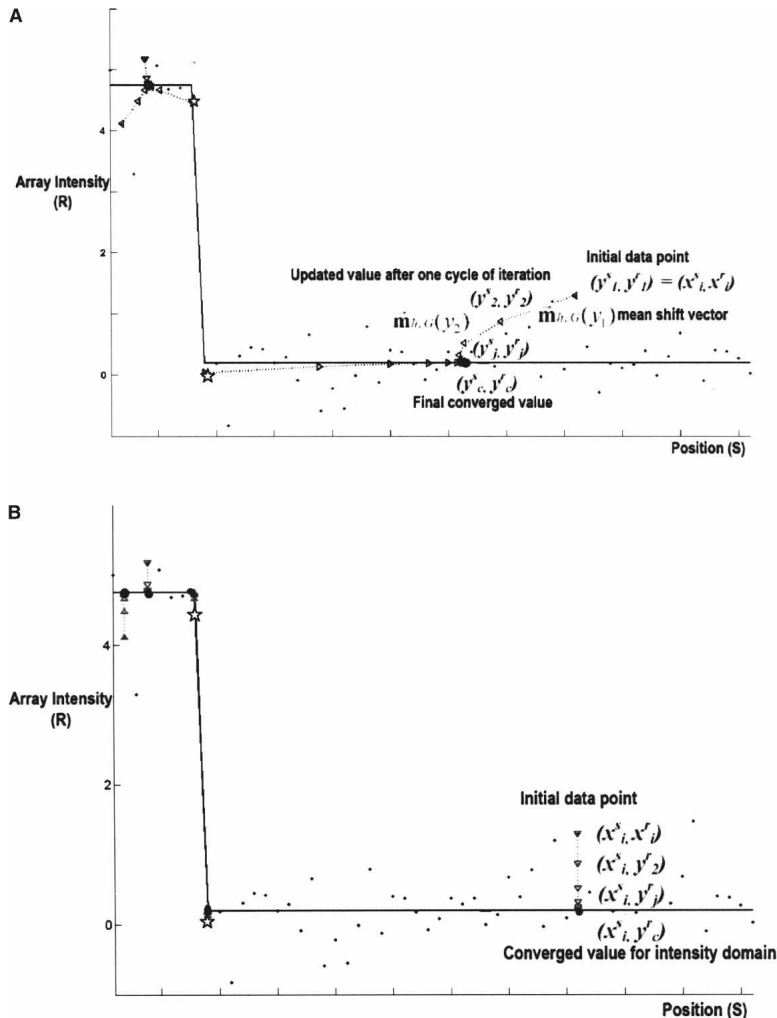 A
4
Array Intensity
(R)
2
Initial data point
Updated value after one cycle of iteration
(y^s_1, y^r_1) = (x^s_i, x^r_i)
(y^s_2, y^r_2)
m_h,G(y_2)
m_h,G(y_1) mean shift vector
(y^s_j, y^r_j)
0
(y^s_c, y^r_c)
Final converged value
Position (S)
B
4
Array Intensity
(R)
2
Initial data point
(x^s_i, x^r_i)
(x^s_i, y^r_2)
(x^s_i, y^r_j)
0
(x^s_i, y^r_c)
Converged value for intensity domain
Position (S)